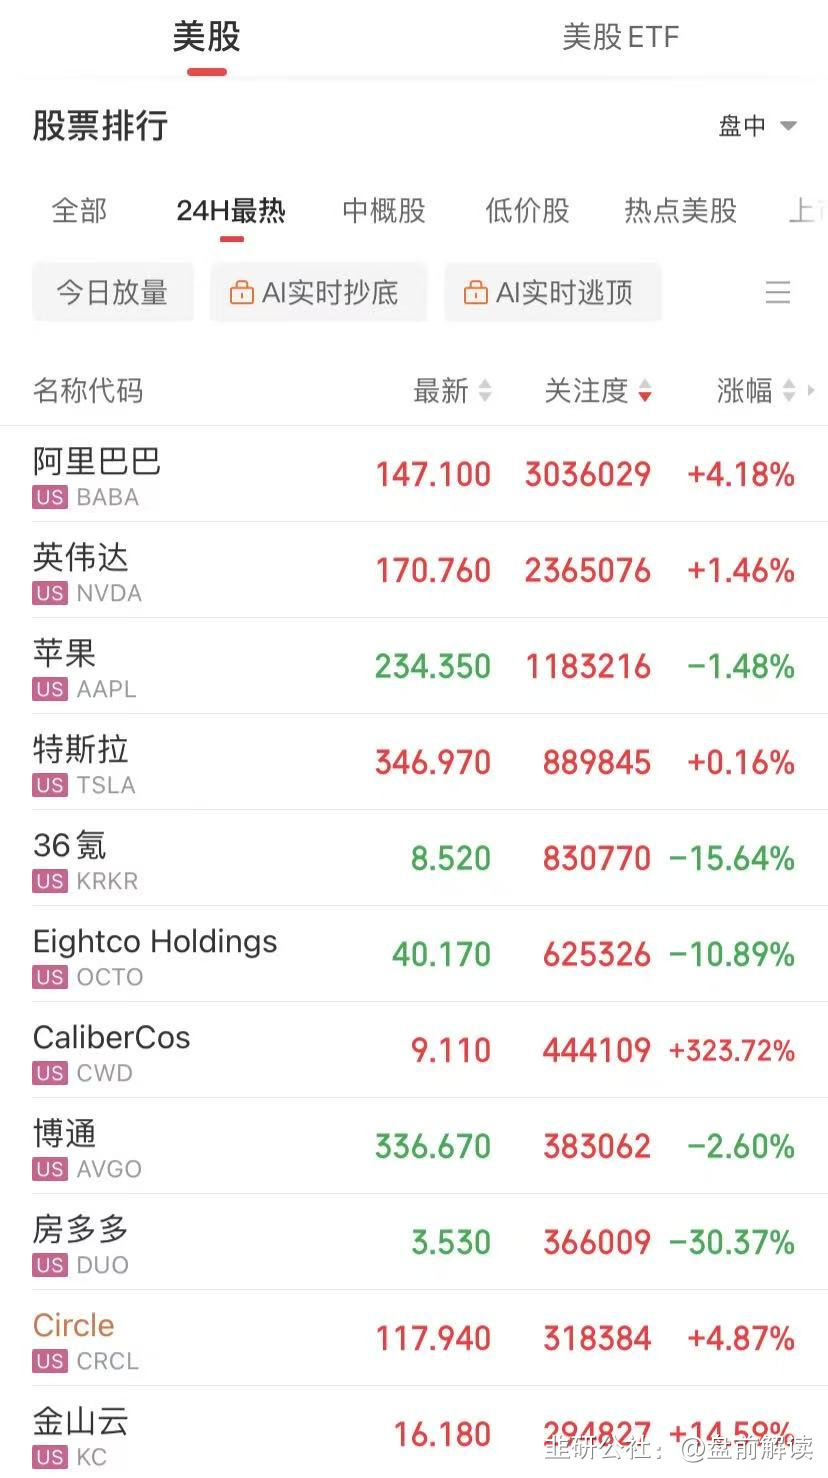 美股 美股ETF
股票排行 盘中
全部 24H最热 中概股 低价股 热点美股 上
今日放量 AI实时抄底 AI实时逃顶
名称代码 最新 关注度 涨幅
阿里巴巴 147.100 3036029 +4.18%
US BABA
英伟达 170.760 2365076 +1.46%
US NVDA
苹果 234.350 1183216 -1.48%
US AAPL
特斯拉 346.970 889845 +0.16%
US TSLA
36氪 8.520 830770 -15.64%
US KRKR
Eightco Holdings 40.170 625326 -10.89%
US OCTO
CaliberCos 9.110 444109 +323.72%
US CWD
博通 336.670 383062 -2.60%
US AVGO
房多多 3.530 366009 -30.37%
US DUO
Circle 117.940 318384 +4.87%
US CRCL
金山云 16.180 294827 +14.59%
US KC
韭研公社：@盘前解读